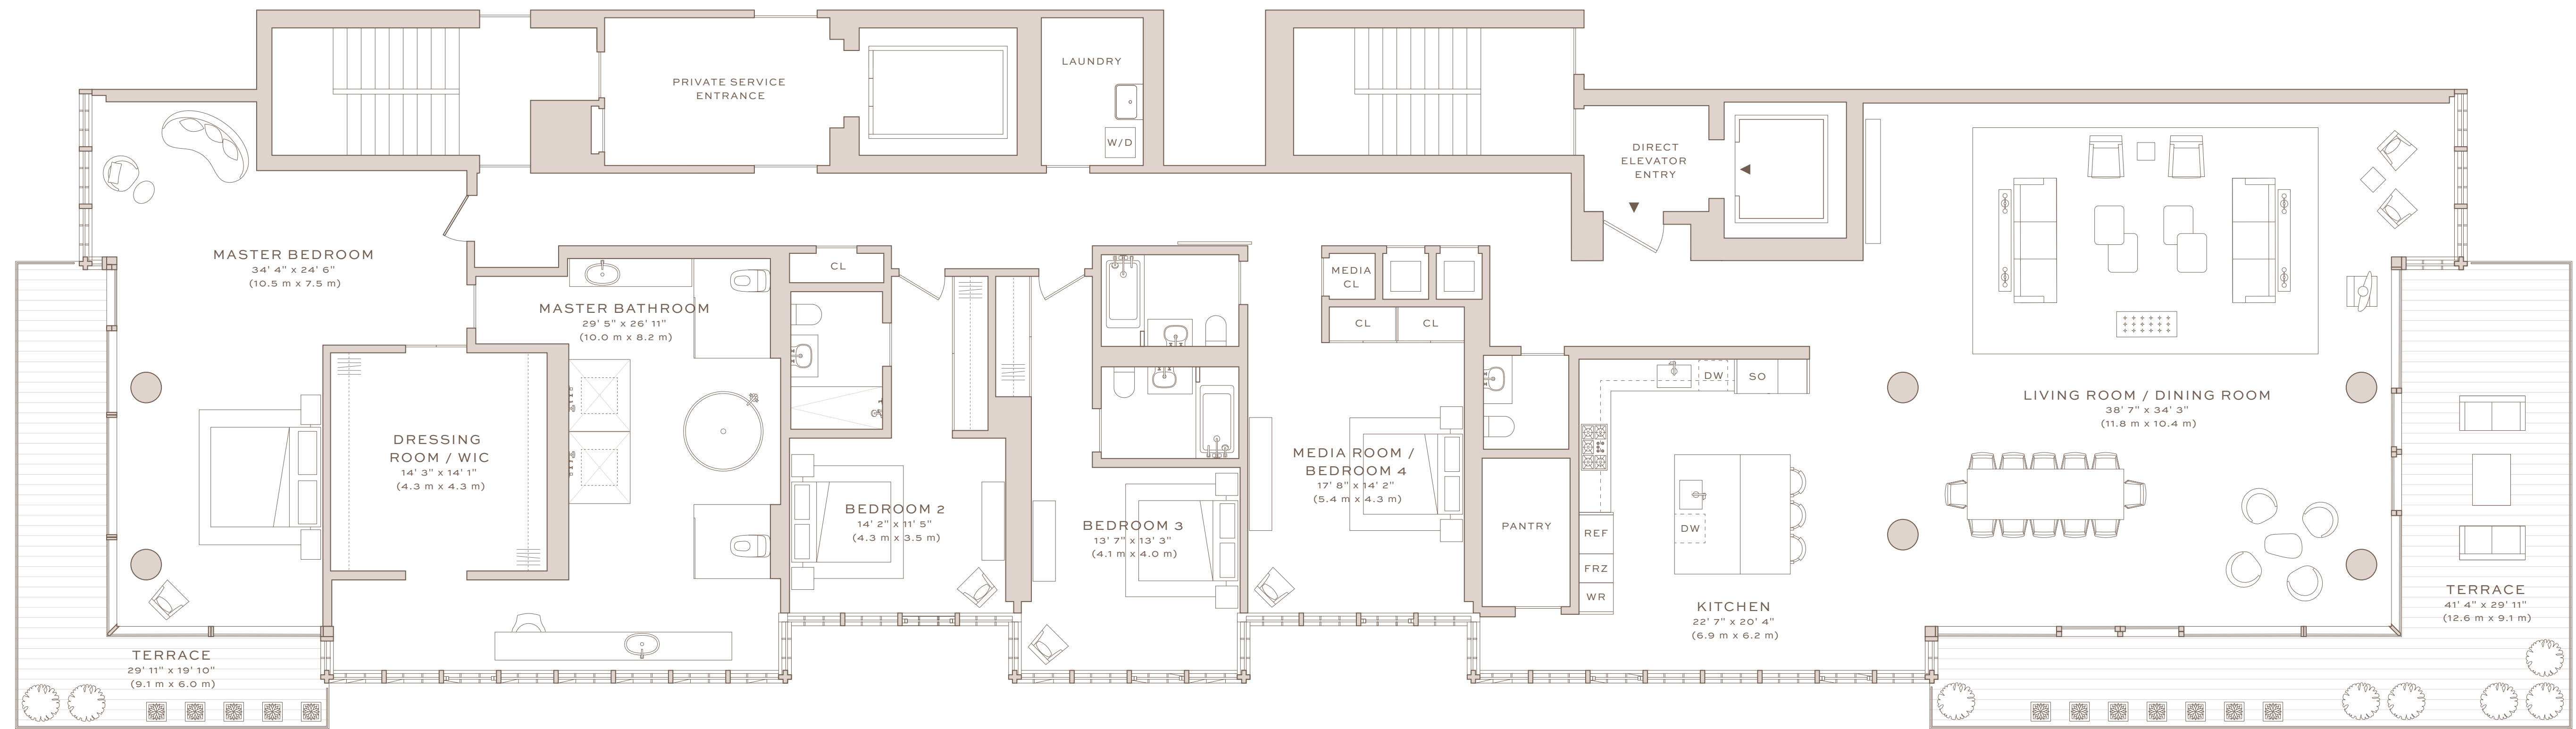 PRIVATE SERVICE
ENTRANCE
LAUNDRY
W/D
DIRECT
ELEVATOR
ENTRY
MASTER BEDROOM
34' 4" x 24' 6"
(10.5 m x 7.5 m)
MASTER BATHROOM
29' 5" x 26' 11"
(10.0 m x 8.2 m)
CL
MEDIA
CL
CL
CL
DRESSING
ROOM / WIC
14' 3" x 14' 1"
(4.3 m x 4.3 m)
BEDROOM 2
14' 2" x 11' 5"
(4.3 m x 3.5 m)
BEDROOM 3
13' 7" x 13' 3"
(4.1 m x 4.0 m)
MEDIA ROOM /
BEDROOM 4
17' 8" x 14' 2"
(5.4 m x 4.3 m)
PANTRY
DW
SO
DW
REF
FRZ
WR
KITCHEN
22' 7" x 20' 4"
(6.9 m x 6.2 m)
LIVING ROOM / DINING ROOM
38' 7" x 34' 3"
(11.8 m x 10.4 m)
TERRACE
41' 4" x 29' 11"
(12.6 m x 9.1 m)
TERRACE
29' 11" x 19' 10"
(9.1 m x 6.0 m)